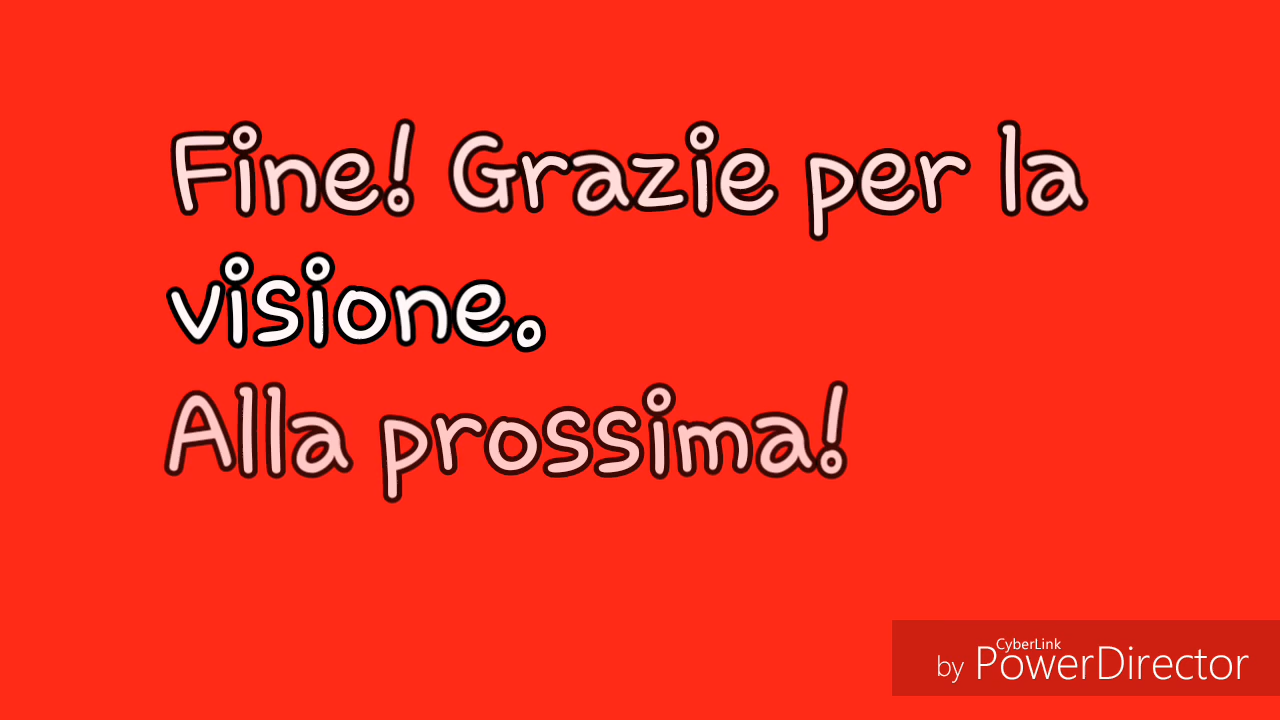 Fine! Grazie per la
visione.
Alla prossima!
CyberLink
by PowerDirector